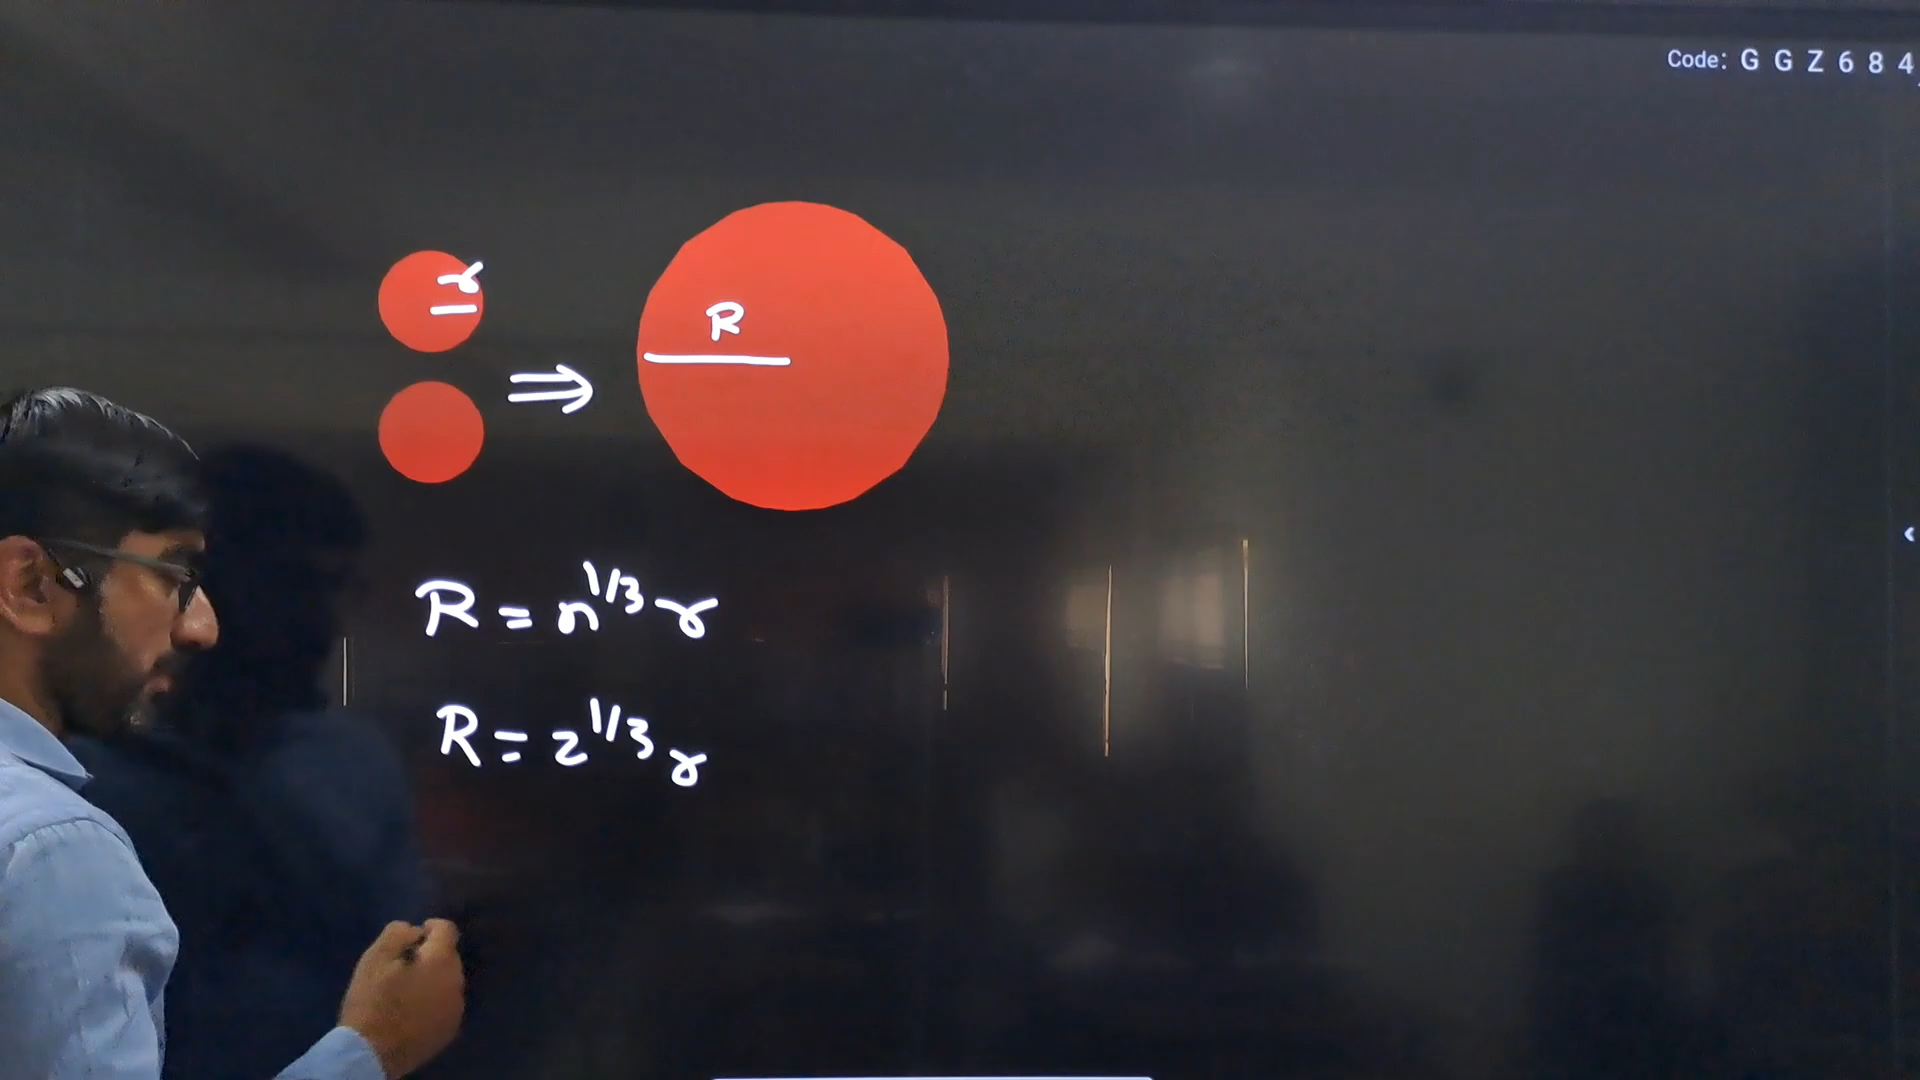 Code: G G Z 6 8 4
r
R
R = n^{1/3} r
R = 2^{1/3} r